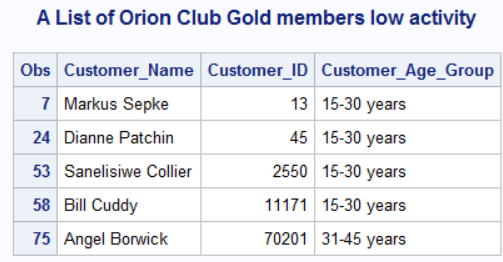 A List of Orion Club Gold members low activity
Obs Customer_Name Customer_ID Customer_Age_Group
7 Markus Sepke 13 15-30 years
24 Dianne Patchin 45 15-30 years
53 Sanelisiwe Collier 2550 15-30 years
58 Bill Cuddy 11171 15-30 years
75 Angel Borwick 70201 31-45 years